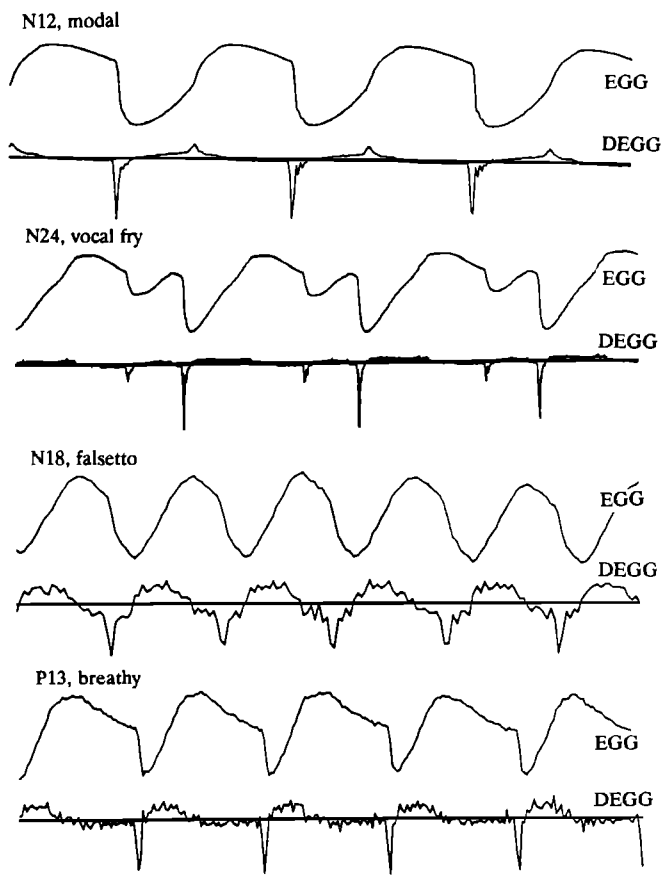 N12, modal
EGG
DEGG
N24, vocal fry
EGG
DEGG
N18, falsetto
EGG
DEGG
P13, breathy
EGG
DEGG